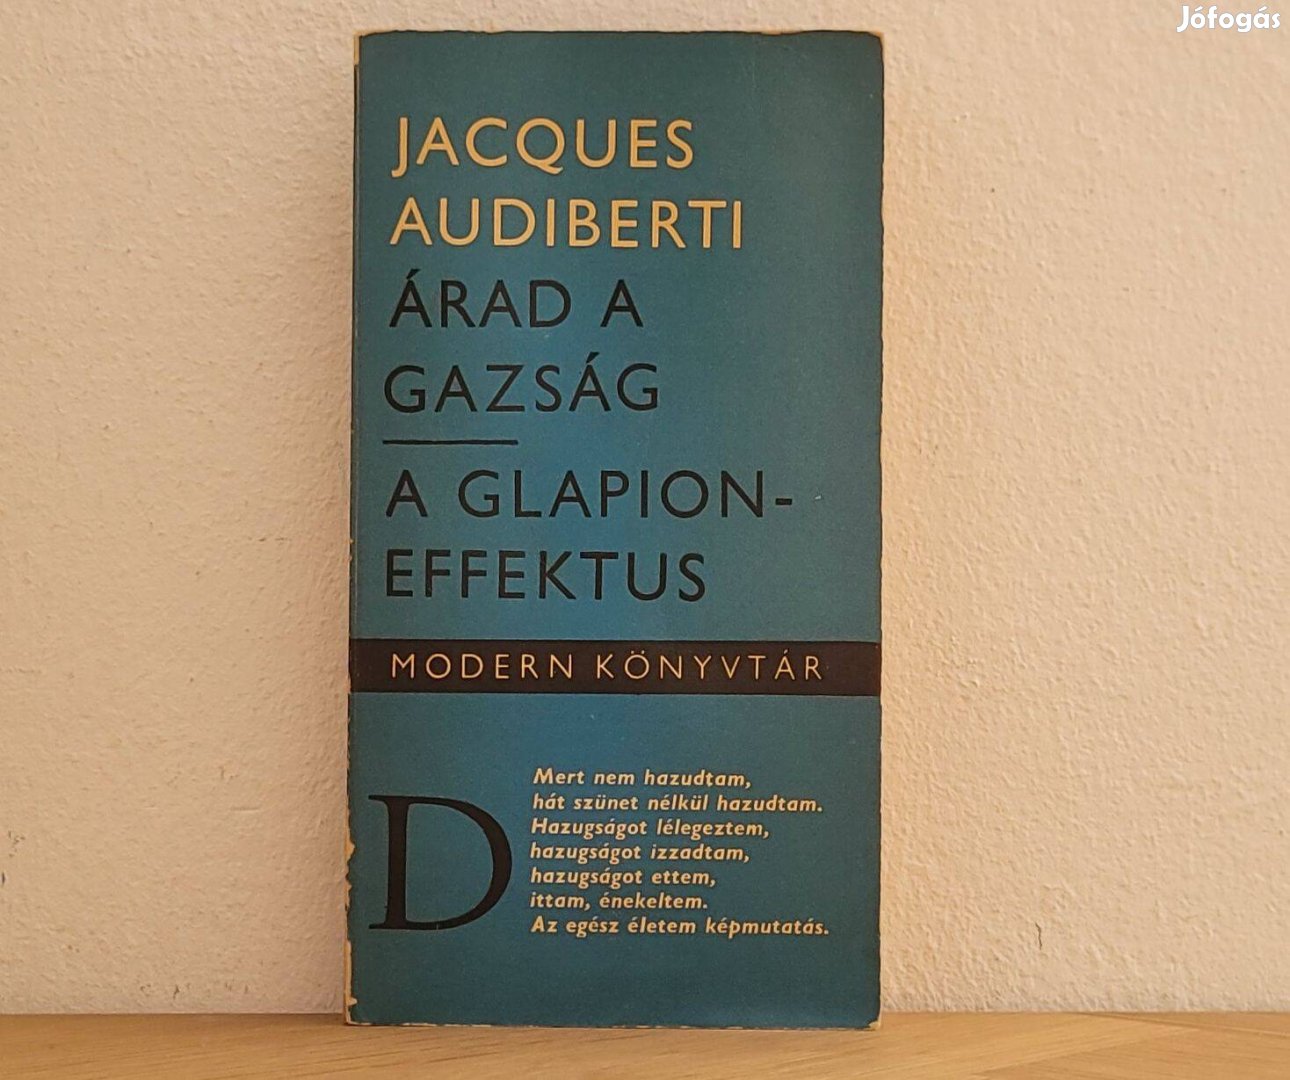 Jófogás
JACQUES
AUDIBERTI
ÁRAD A
GAZSÁG
A GLAPION-
EFFEKTUS
MODERN KÖNYVTÁR
D
Mert nem hazudtam,
hát szünet nélkül hazudtam.
Hazugságot lélegeztem,
hazugságot izzadtam,
hazugságot ettem,
ittam, énekeltem.
Az egész életem képmutatás.